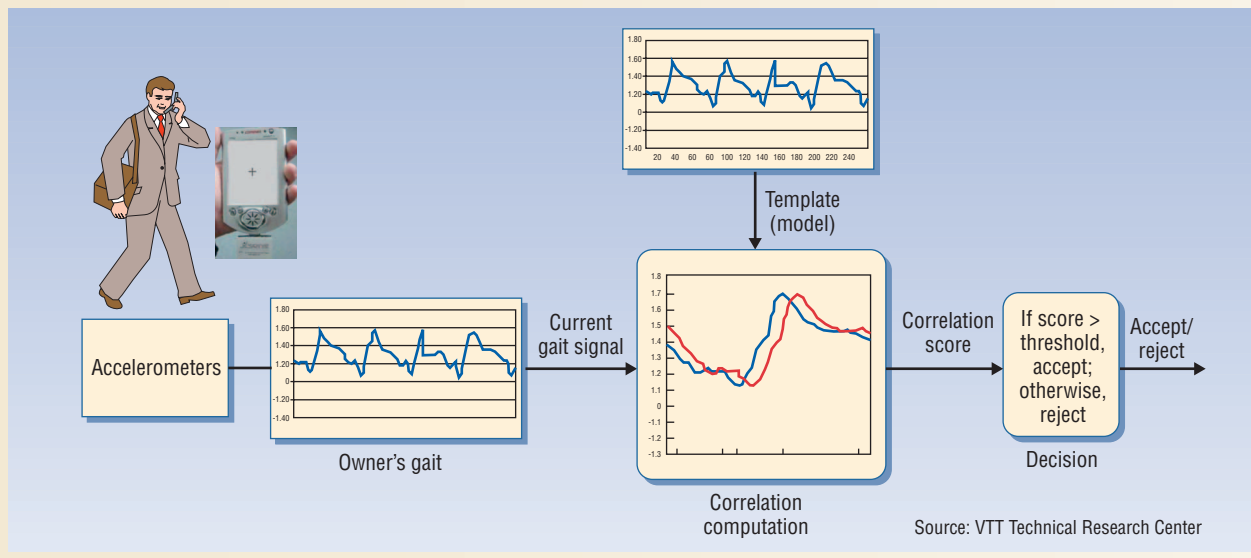 1.80
1.60
1.40
1.20
0
-1.20
-1.40
20 40 60 80 60 80 100 120 140 160 180 200 220 240
Template
(model)
Accelerometers
1.80
1.60
1.40
1.20
0
-1.20
-1.40
Owner's gait
Current
gait signal
1.8
1.7
1.5
1.4
1.3
1.2
1.1
0
-1.1
-1.2
-1.3
Correlation
computation
Correlation
score
If score >
threshold,
accept;
otherwise,
reject
Decision
Accept/
reject
Source: VTT Technical Research Center